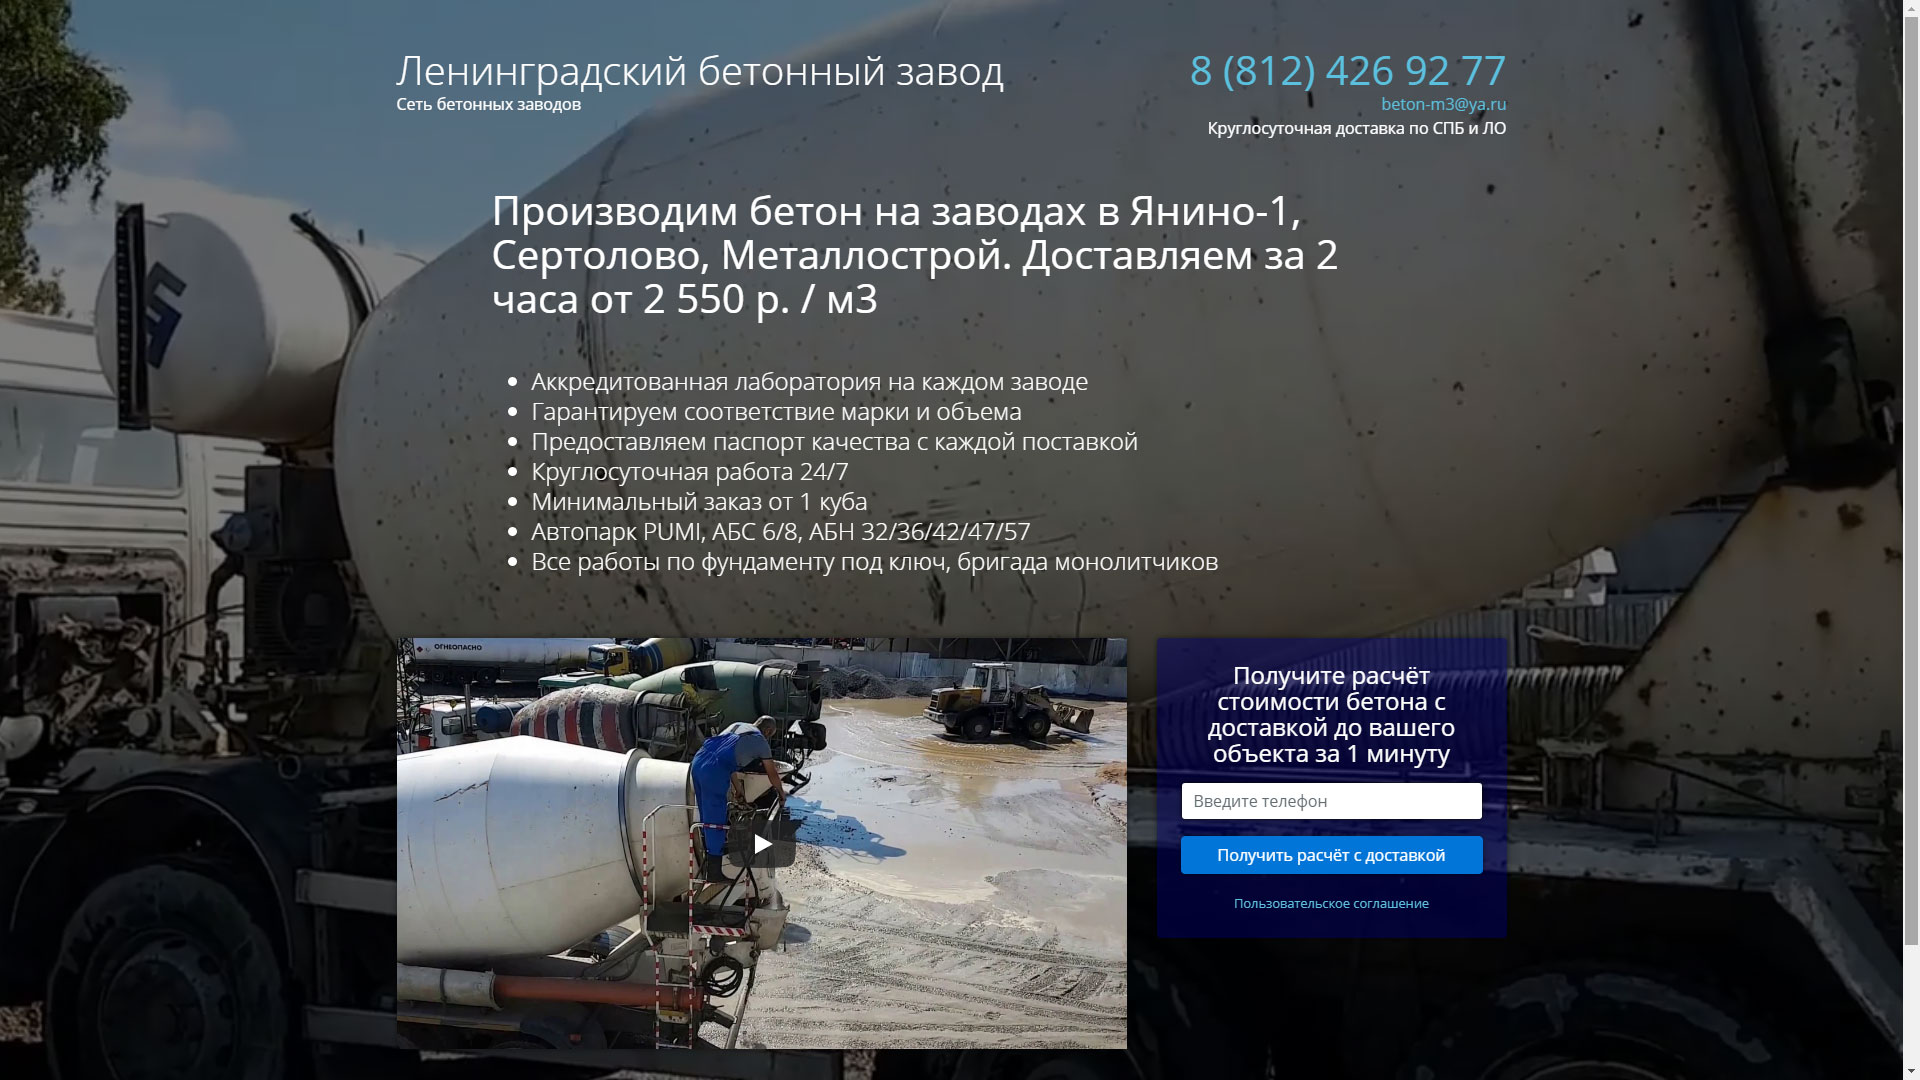 Ленинградский бетонный завод
Сеть бетонных заводов
8 (812) 426 92 77
beton-m3@ya.ru
Круглосуточная доставка по СПБ и ЛО
Производим бетон на заводах в Янино-1,
Сертолово, Металлострой. Доставляем за 2
часа от 2 550 р. / м3
Аккредитованная лаборатория на каждом заводе
Гарантируем соответствие марки и объема
Предоставляем паспорт качества с каждой поставкой
Круглосуточная работа 24/7
Минимальный заказ от 1 куба
Автопарк PUMI, АБС 6/8, АБН 32/36/42/47/57
Все работы по фундаменту под ключ, бригада монолитчиков
ОГНЕОПАСНО
Получите расчёт
стоимости бетона с
доставкой до вашего
объекта за 1 минуту
Введите телефон
Получить расчёт с доставкой
Пользовательское соглашение